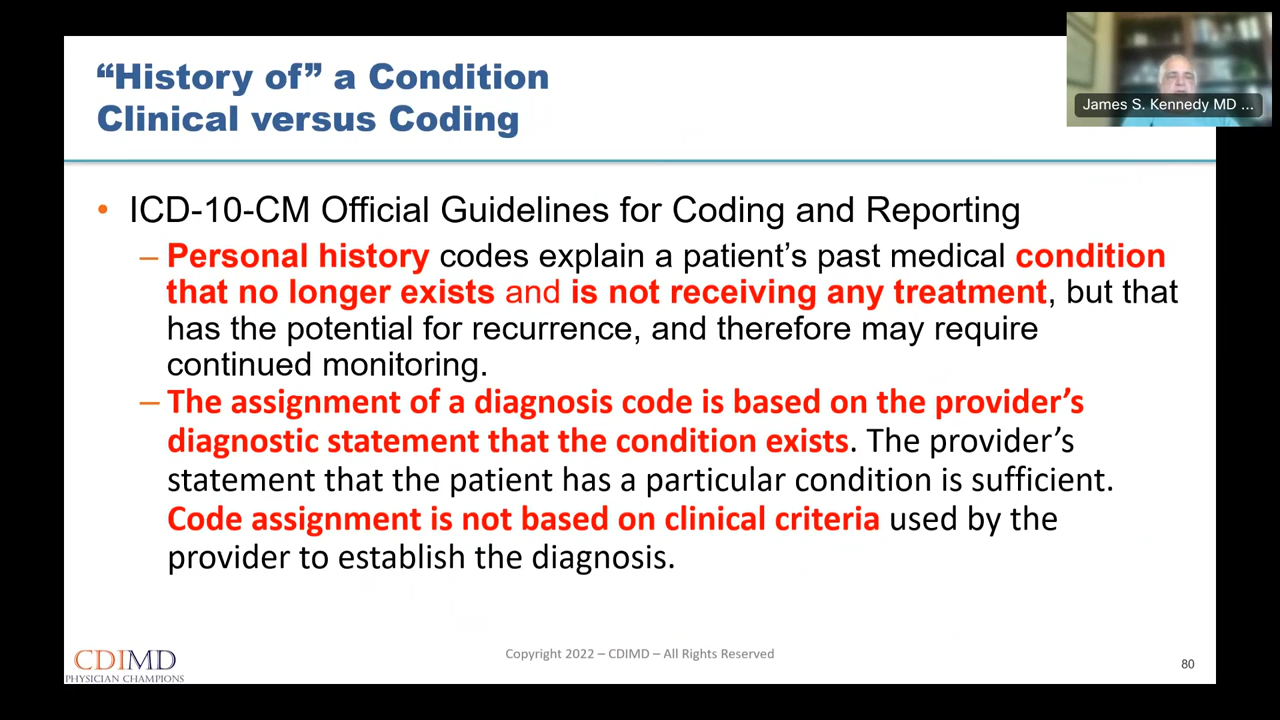 “History of” a Condition
Clinical versus Coding
James S. Kennedy MD ...
• ICD-10-CM Official Guidelines for Coding and Reporting
– Personal history codes explain a patient’s past medical condition
that no longer exists and is not receiving any treatment, but that
has the potential for recurrence, and therefore may require
continued monitoring.
– The assignment of a diagnosis code is based on the provider’s
diagnostic statement that the condition exists. The provider’s
statement that the patient has a particular condition is sufficient.
Code assignment is not based on clinical criteria used by the
provider to establish the diagnosis.
CDIMD
PHYSICIAN CHAMPIONS
Copyright 2022 – CDIMD – All Rights Reserved
80